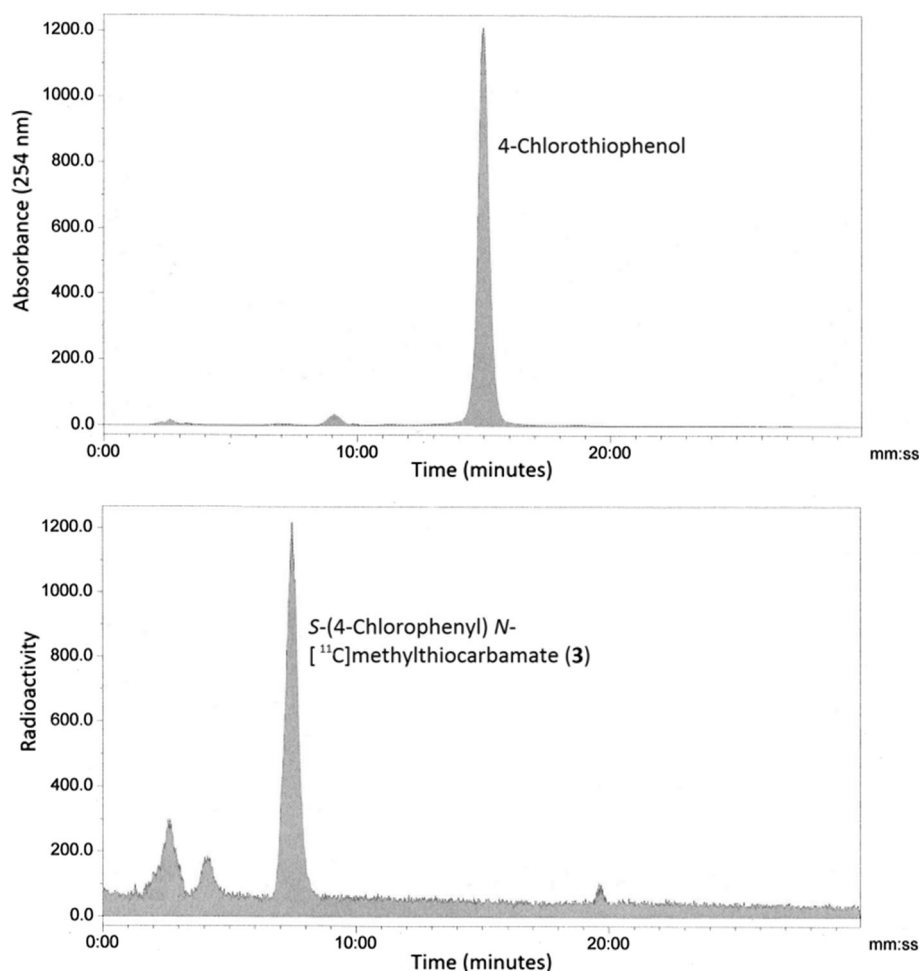 1200.0
1000.0
800.0
600.0
400.0
200.0
0.0
Absorbance (254 nm)
4-Chlorothiophenol
0:00 10:00 20:00 mm:ss
Time (minutes)
1200.0
1000.0
800.0
600.0
400.0
200.0
0.0
Radioactivity
S-(4-Chlorophenyl) N-
[ ¹¹C]methylthiocarbamate (3)
0:00 10:00 20:00 mm:ss
Time (minutes)